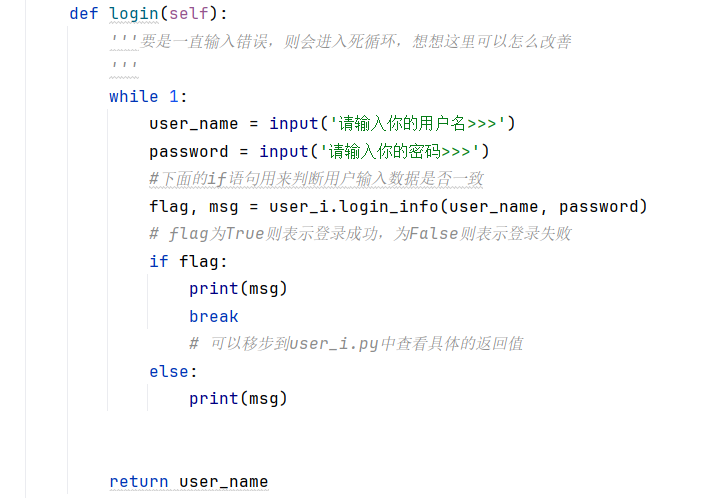 def login(self):
'''要是一直输入错误，则会进入死循环，想想这里可以怎么改善
'''
while 1:
user_name = input('请输入你的用户名>>>')
password = input('请输入你的密码>>>')
#下面的if语句用来判断用户输入数据是否一致
flag, msg = user_i.login_info(user_name, password)
# flag为True则表示登录成功，为False则表示登录失败
if flag:
print(msg)
break
# 可以移步到user_i.py中查看具体的返回值
else:
print(msg)
return user_name